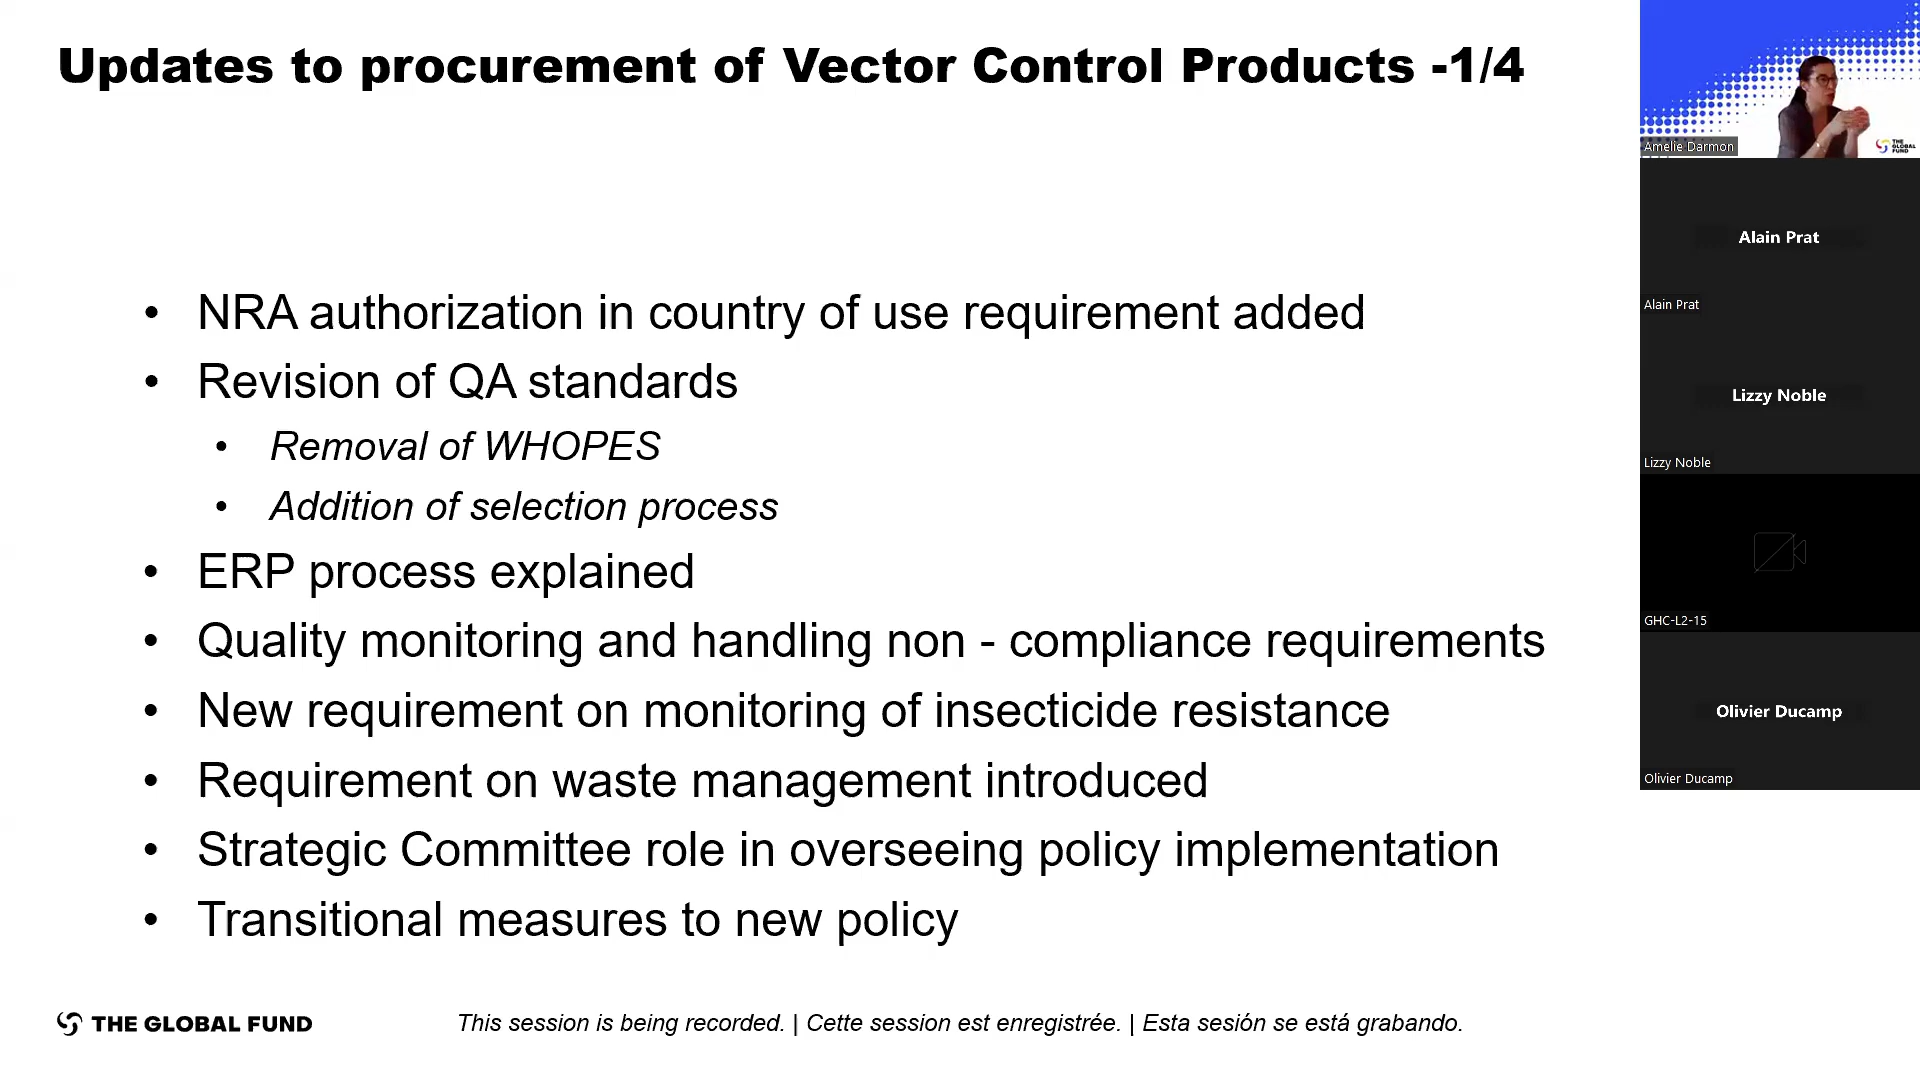 Updates to procurement of Vector Control Products -1/4
• NRA authorization in country of use requirement added
• Revision of QA standards
• Removal of WHOPES
• Addition of selection process
• ERP process explained
• Quality monitoring and handling non - compliance requirements
• New requirement on monitoring of insecticide resistance
• Requirement on waste management introduced
• Strategic Committee role in overseeing policy implementation
• Transitional measures to new policy
THE GLOBAL FUND
This session is being recorded. | Cette session est enregistrée. | Esta sesión se está grabando.
THE
GLOBAL
FUND
Amelie Darmon
Alain Prat
Alain Prat
Lizzy Noble
Lizzy Noble
GHC-L2-15
Olivier Ducamp
Olivier Ducamp